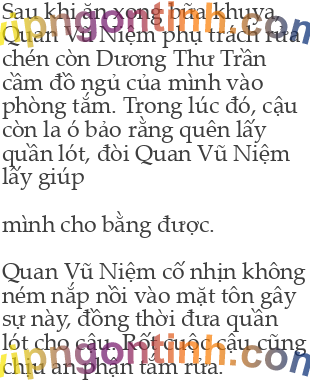 Sau khi ăn xong bữa khuya,
Quan Vũ Niệm phụ trách rửa
chén còn Dương Thư Trần
cầm đồ ngủ của mình vào
phòng tắm. Trong lúc đó, cậu
còn la ó bảo rằng quên lấy
quần lót, đòi Quan Vũ Niệm
lấy giúp
mình cho bằng được.
Quan Vũ Niệm cố nhịn không
ném nắp nồi vào mặt tôn gây
sự này, đồng thời đưa quần
lót cho cậu. Rốt cuộc cậu cũng
chịu an phận tắm rửa.
vipngontinh.com
vipngontinh.com